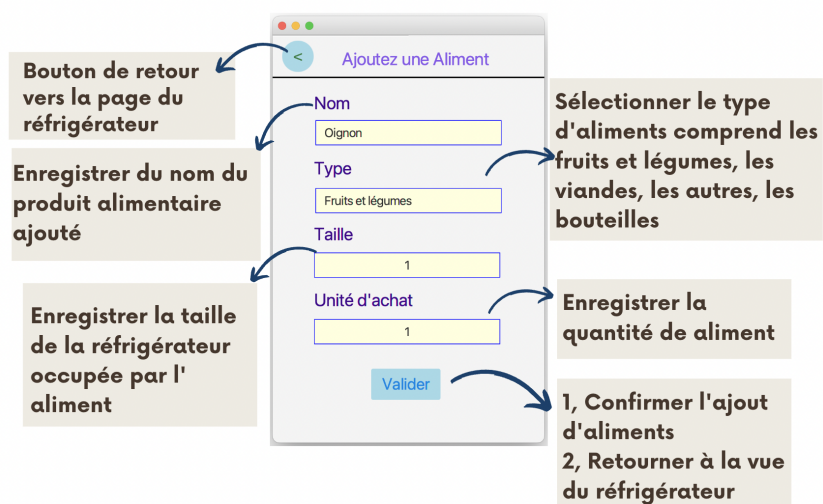 <
Ajoutez une Aliment
Bouton de retour
vers la page du
réfrigérateur
Nom
Oignon
Enregistrer du nom du
produit alimentaire
ajouté
Type
Fruits et légumes
Sélectionner le type
d'aliments comprend les
fruits et légumes, les
viandes, les autres, les
bouteilles
Taille
1
Enregistrer la taille
de la réfrigérateur
occupée par l'
aliment
Unité d'achat
1
Enregistrer la
quantité de aliment
Valider
1, Confirmer l'ajout
d'aliments
2, Retourner à la vue
du réfrigérateur